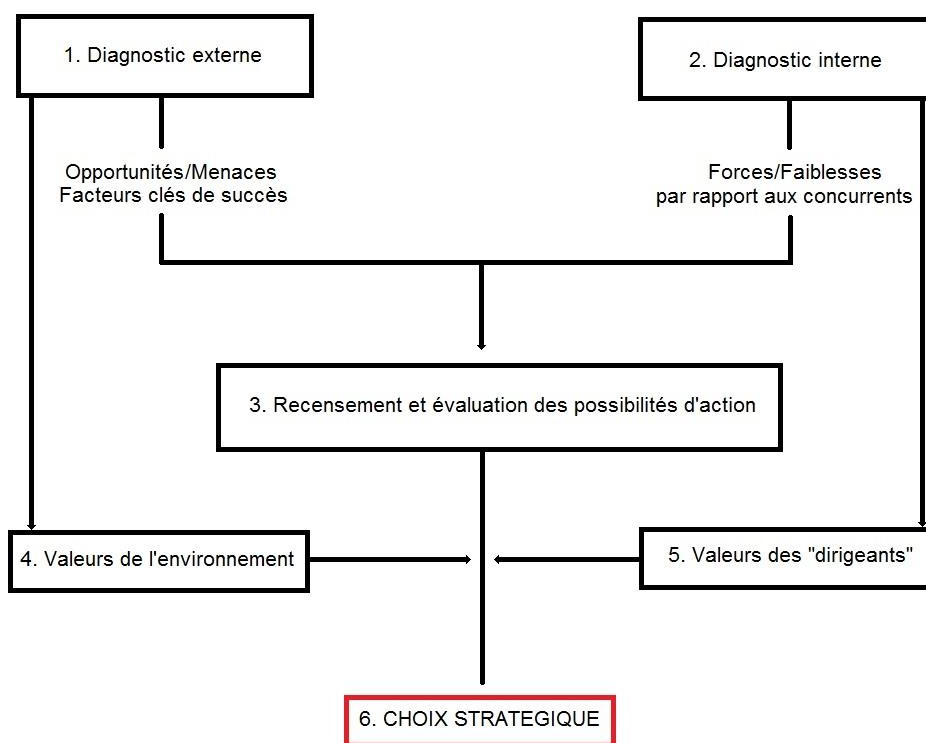 1. Diagnostic externe
2. Diagnostic interne
Opportunités/Menaces
Facteurs clés de succès
Forces/Faiblesses
par rapport aux concurrents
3. Recensement et évaluation des possibilités d'action
4. Valeurs de l'environnement
5. Valeurs des "dirigeants"
6. CHOIX STRATEGIQUE